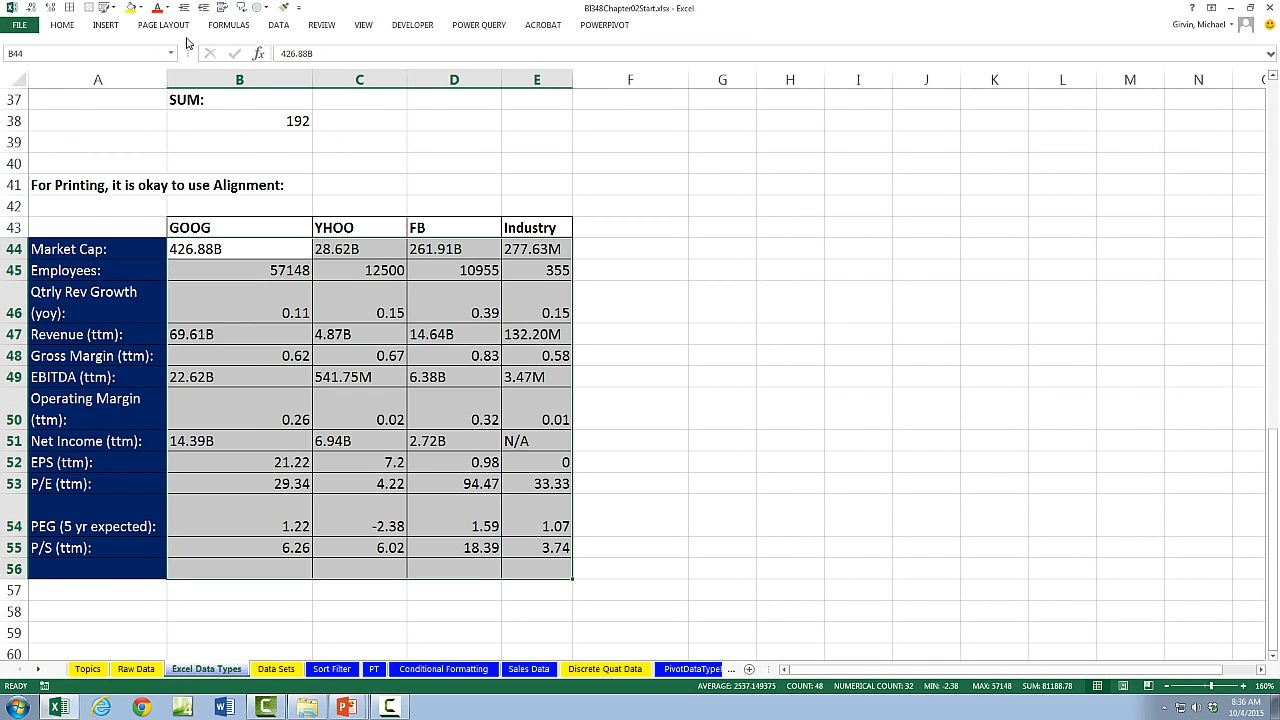 BI348Chapter02Start.xlsx - Excel
FILE HOME INSERT PAGE LAYOUT FORMULAS DATA REVIEW VIEW DEVELOPER POWER QUERY ACROBAT POWERPIVOT Girvin, Michael
B44 fx 426.88B
A B C D E F G H I J K L M N
37 SUM:
38 192
39
40
41 For Printing, it is okay to use Alignment:
42
43 GOOG YHOO FB Industry
44 Market Cap: 426.88B 28.62B 261.91B 277.63M
45 Employees: 57148 12500 10955 355
Qtrly Rev Growth
46 (yoy): 0.11 0.15 0.39 0.15
47 Revenue (ttm): 69.61B 4.87B 14.64B 132.20M
48 Gross Margin (ttm): 0.62 0.67 0.83 0.58
49 EBITDA (ttm): 22.62B 541.75M 6.38B 3.47M
Operating Margin
50 (ttm): 0.26 0.02 0.32 0.01
51 Net Income (ttm): 14.39B 6.94B 2.72B N/A
52 EPS (ttm): 21.22 7.2 0.98 0
53 P/E (ttm): 29.34 4.22 94.47 33.33
54 PEG (5 yr expected): 1.22 -2.38 1.59 1.07
55 P/S (ttm): 6.26 6.02 18.39 3.74
56
57
58
59
60
Topics Raw Data Excel Data Types Data Sets Sort Filter PT Conditional Formatting Sales Data Discrete Quat Data PivotDataType ...
READY AVERAGE: 2537.149375 COUNT: 48 NUMERICAL COUNT: 32 MIN: -2.38 MAX: 57148 SUM: 81188.78 160%
8:36 AM
10/4/2015